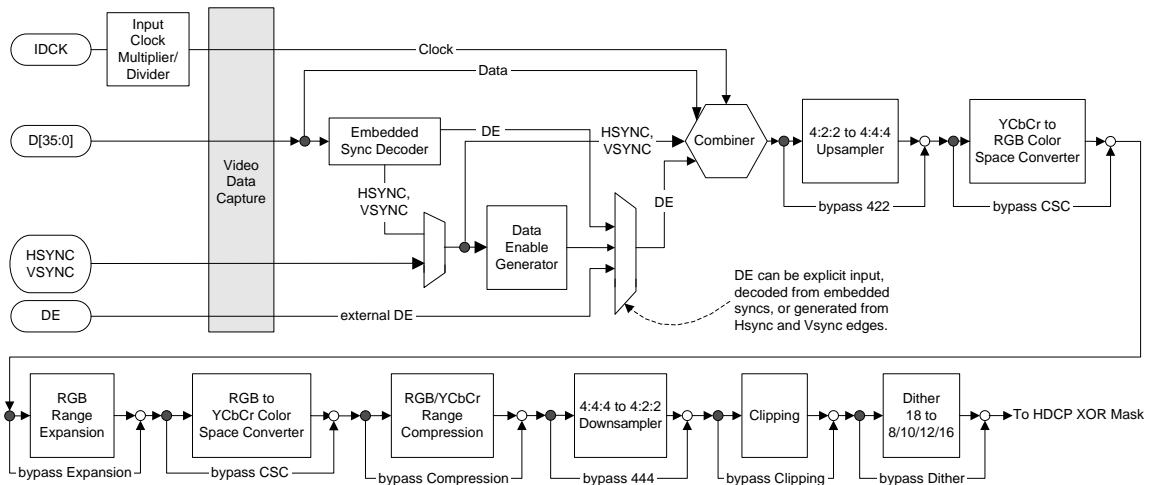 IDCK
Input
Clock
Multiplier/
Divider
Clock
Data
D[35:0]
Video
Data
Capture
Embedded
Sync Decoder
DE
HSYNC,
VSYNC
HSYNC,
VSYNC
Combiner
4:2:2 to 4:4:4
Upsampler
bypass 422
YCbCr to
RGB Color
Space Converter
bypass CSC
HSYNC
VSYNC
Data
Enable
Generator
DE
DE
external DE
DE can be explicit input,
decoded from embedded
syncs, or generated from
Hsync and Vsync edges.
RGB
Range
Expansion
bypass Expansion
RGB to
YCbCr Color
Space Converter
bypass CSC
RGB/YCbCr
Range
Compression
bypass Compression
4:4:4 to 4:2:2
Downsampler
bypass 444
Clipping
bypass Clipping
Dither
18 to
8/10/12/16
bypass Dither
To HDCP XOR Mask